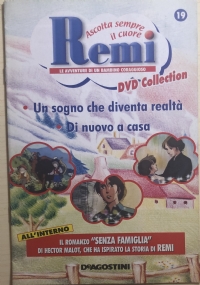 19
Ascolta sempre
il cuore
Remi
LE AVVENTURE DI UN BAMBINO CORAGGIOSO
DVD Collection
• Un sogno che diventa realtà
• Di nuovo a casa
ALL'INTERNO
IL ROMANZO "SENZA FAMIGLIA"
DI HECTOR MALOT, CHE HA ISPIRATO LA STORIA DI REMI
DEAGOSTINI